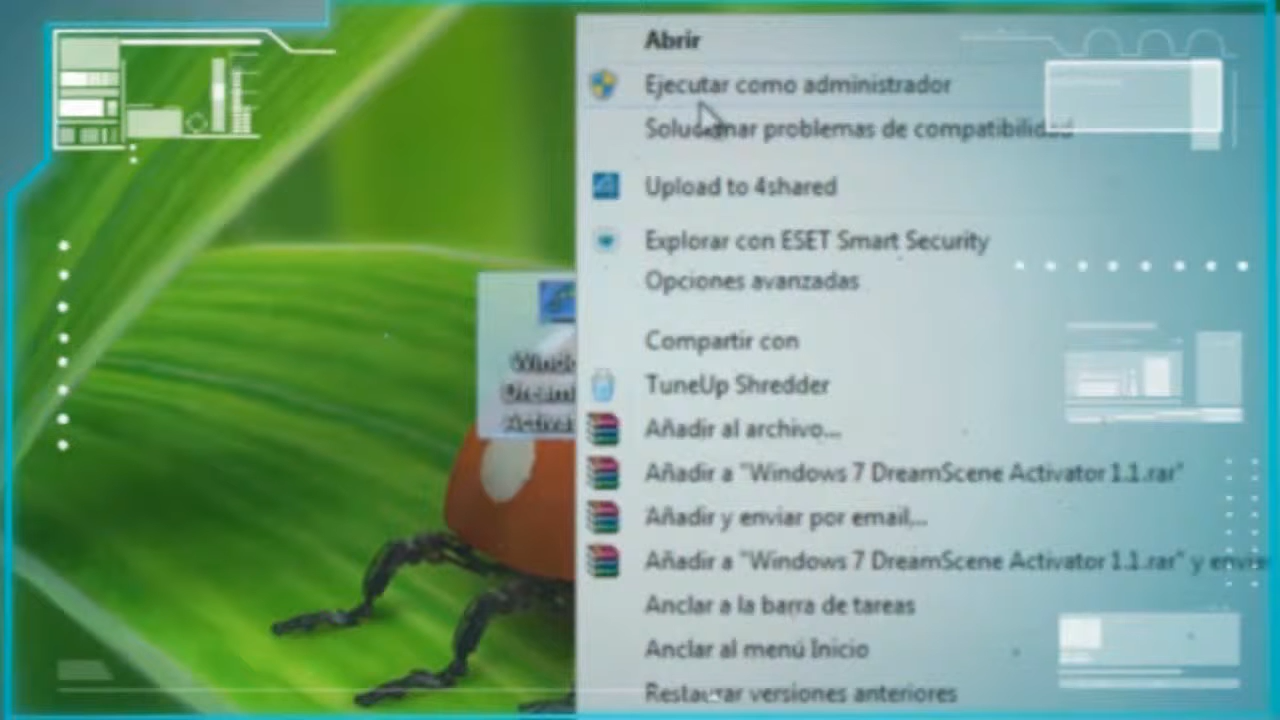 Abrir
Ejecutar como administrador
Solucionar problemas de compatibilidad
Upload to 4shared
Explorar con ESET Smart Security
Opciones avanzadas
Compartir con
TuneUp Shredder
Añadir al archivo...
Añadir a "Windows 7 DreamScene Activator 1.1.rar"
Añadir y enviar por email...
Añadir a "Windows 7 DreamScene Activator 1.1.rar" y
Anclar a la barra de tareas
Anclar al menú Inicio
Restaurar versiones anteriores